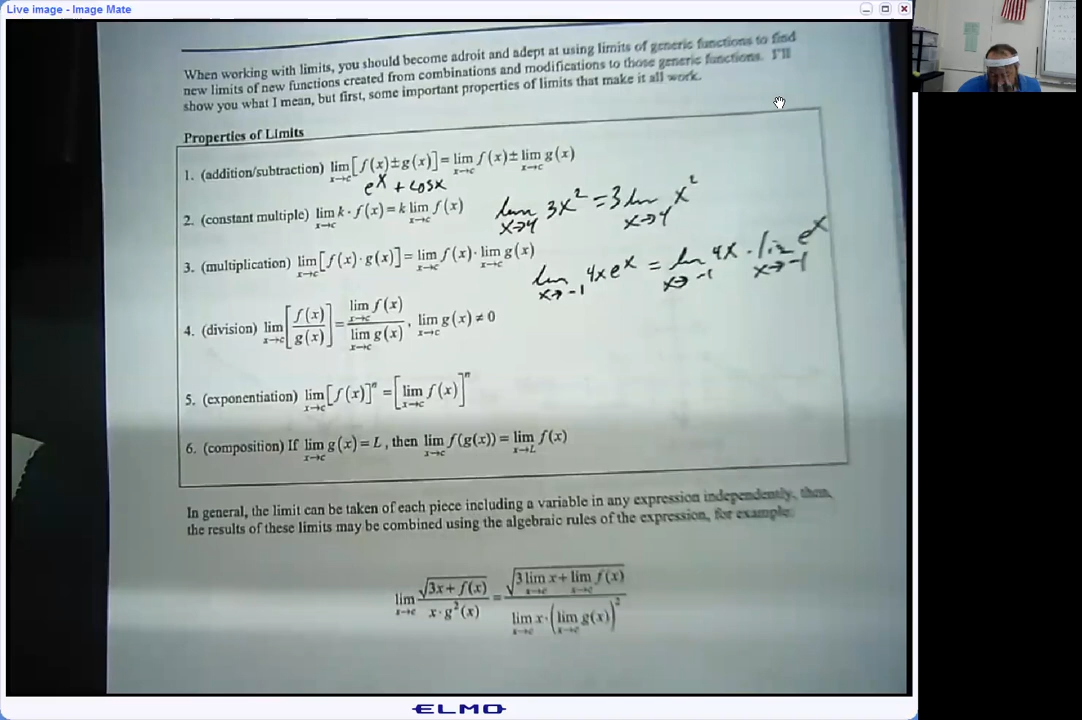 Live image - Image Mate
When working with limits, you should become adroit and adept at using limits of generic functions to find
new limits of new functions created from combinations and modifications to those generic functions. I'll
show you what I mean, but first, some important properties of limits that make it all work.
Properties of Limits
1. (addition/subtraction) lim x→c [f(x)±g(x)] = lim x→c f(x) ± lim x→c g(x)
e^x + cosx
2. (constant multiple) lim x→c k·f(x) = k lim x→c f(x)
lim x→4 3x^2 = 3 lim x→4 x^2
3. (multiplication) lim x→c [f(x)·g(x)] = lim x→c f(x)·lim x→c g(x)
lim x→-1 4xe^x = lim x→-1 4x · lim x→-1 e^x
4. (division) lim x→c [f(x)/g(x)] = lim x→c f(x) / lim x→c g(x), lim x→c g(x) ≠ 0
5. (exponentiation) lim x→c [f(x)]^n = [lim x→c f(x)]^n
6. (composition) If lim x→c g(x) = L, then lim x→c f(g(x)) = lim x→L f(x)
In general, the limit can be taken of each piece including a variable in any expression independently, then,
the results of these limits may be combined using the algebraic rules of the expression, for example:
lim x→c √(3x + f(x)) / (x·g^2(x)) = √(3 lim x→c x + lim x→c f(x)) / (lim x→c x·(lim x→c g(x))^2)
ELMO